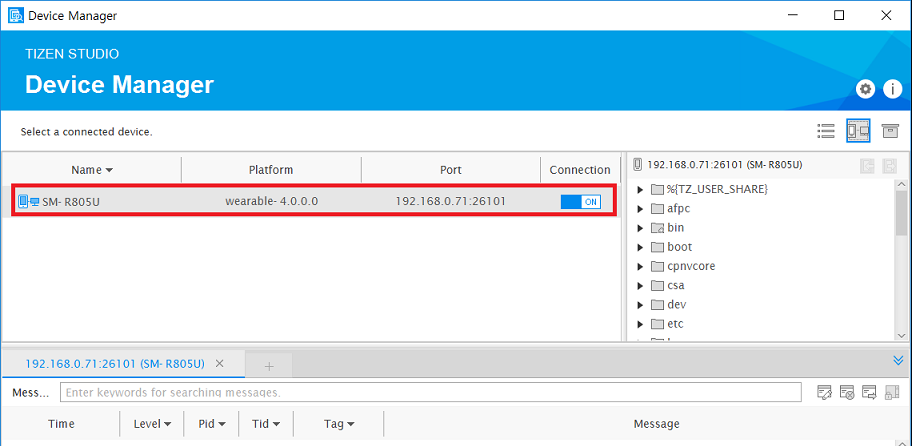 Device Manager
TIZEN STUDIO
Device Manager
Select a connected device.
Name Platform Port Connection
SM- R805U wearable- 4.0.0.0 192.168.0.71:26101 ON
192.168.0.71:26101 (SM- R805U)
%{TZ_USER_SHARE}
afpc
bin
boot
cpnvcore
csa
dev
etc
192.168.0.71:26101 (SM- R805U)
Mess... Enter keywords for searching messages.
Time Level Pid Tid Tag Message